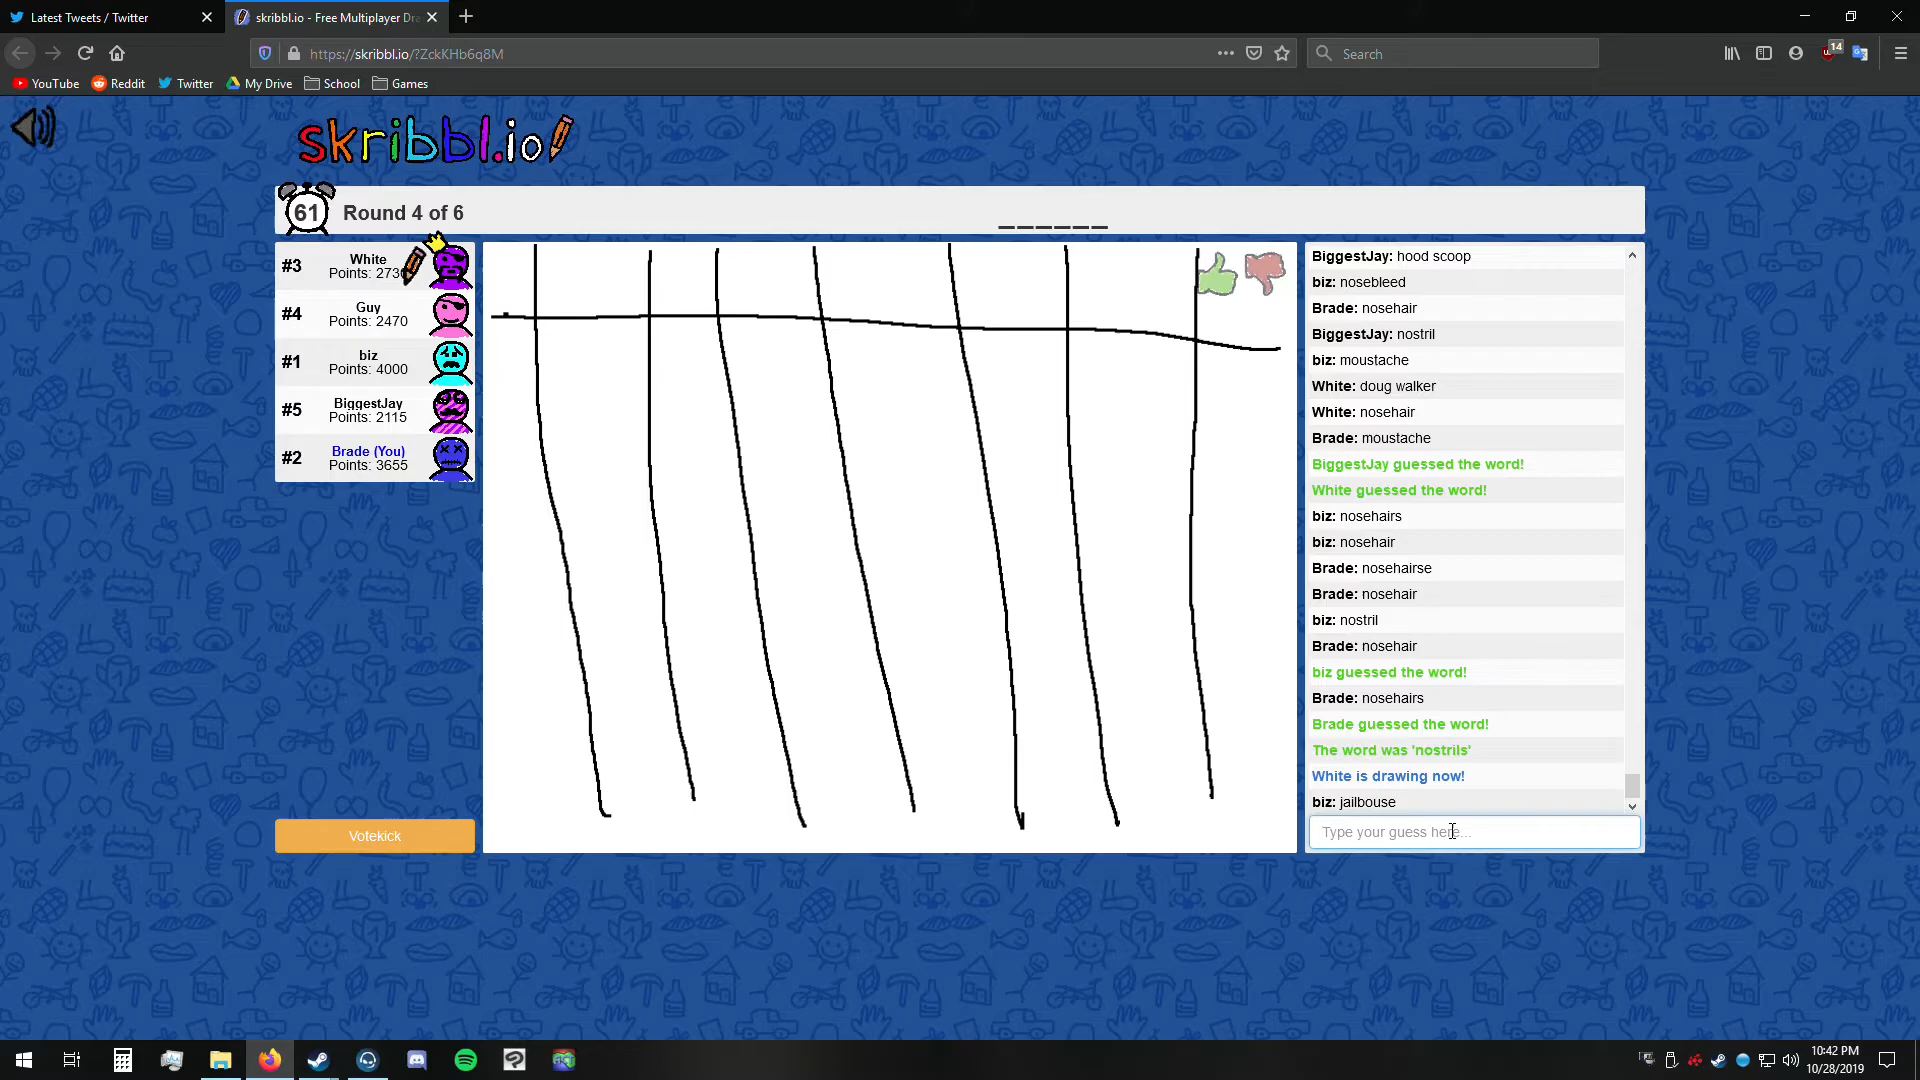 Latest Tweets / Twitter
skribbl.io - Free Multiplayer Dra
https://skribbl.io/?ZckKHb6q8M
Search
14
YouTube
Reddit
Twitter
My Drive
School
Games
skribbl.io
61
Round 4 of 6
______
#3
White
Points: 273
#4
Guy
Points: 2470
#1
biz
Points: 4000
#5
BiggestJay
Points: 2115
#2
Brade (You)
Points: 3655
Votekick
BiggestJay: hood scoop
biz: nosebleed
Brade: nosehair
BiggestJay: nostril
biz: moustache
White: doug walker
White: nosehair
Brade: moustache
BiggestJay guessed the word!
White guessed the word!
biz: nosehairs
biz: nosehair
Brade: nosehairse
Brade: nosehair
biz: nostril
Brade: nosehair
biz guessed the word!
Brade: nosehairs
Brade guessed the word!
The word was 'nostrils'
White is drawing now!
biz: jailbouse
Type your guess here...
10:42 PM
10/28/2019